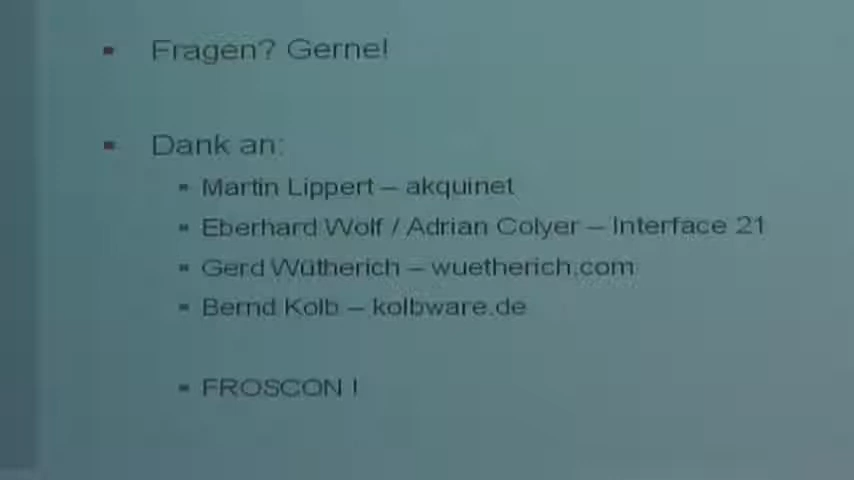 Fragen? Gerne!
Dank an:
Martin Lippert – akquinet
Eberhard Wolf / Adrian Colyer – Interface 21
Gerd Wütherich – wuetherich.com
Bernd Kolb – kolbware.de
FROSCON !